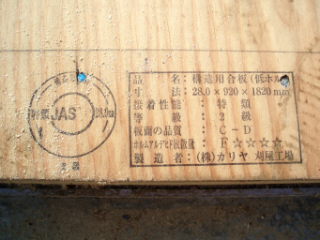 品名:構造用合板(低ホル
寸法:28.0×920×1820mm
接着性能:特類
等級:2級
板面の品質:C-D
ホルムアルデヒド放散量:F☆☆☆☆
製造者:(株)カリヤ 刈屋工場
JAS